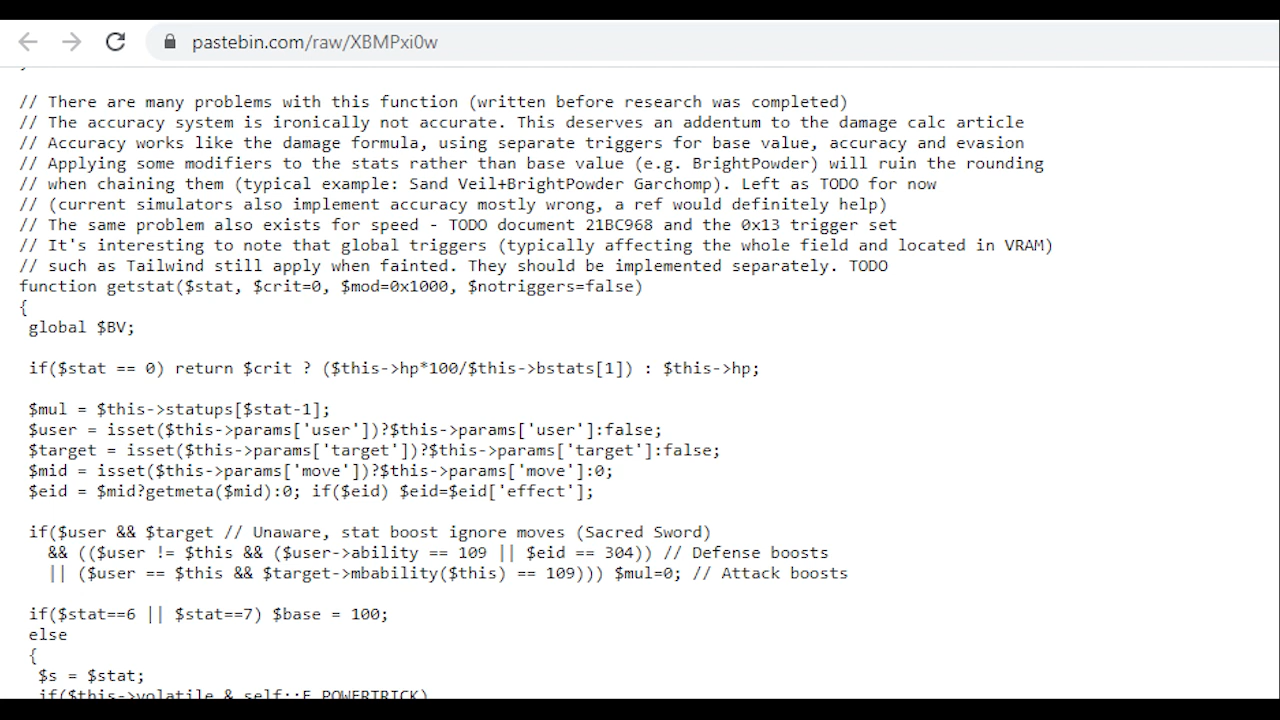 pastebin.com/raw/XBMPxi0w
// There are many problems with this function (written before research was completed)
// The accuracy system is ironically not accurate. This deserves an addentum to the damage calc article
// Accuracy works like the damage formula, using separate triggers for base value, accuracy and evasion
// Applying some modifiers to the stats rather than base value (e.g. BrightPowder) will ruin the rounding
// when chaining them (typical example: Sand Veil+BrightPowder Garchomp). Left as TODO for now
// (current simulators also implement accuracy mostly wrong, a ref would definitely help)
// The same problem also exists for speed - TODO document 21BC968 and the 0x13 trigger set
// It's interesting to note that global triggers (typically affecting the whole field and located in VRAM)
// such as Tailwind still apply when fainted. They should be implemented separately. TODO
function getstat($stat, $crit=0, $mod=0x1000, $notriggers=false)
{
global $BV;
if($stat == 0) return $crit ? ($this->hp*100/$this->bstats[1]) : $this->hp;
$mul = $this->statups[$stat-1];
$user = isset($this->params['user'])?$this->params['user']:false;
$target = isset($this->params['target'])?$this->params['target']:false;
$mid = isset($this->params['move'])?$this->params['move']:0;
$eid = $mid?getmeta($mid):0; if($eid) $eid=$eid['effect'];
if($user && $target // Unaware, stat boost ignore moves (Sacred Sword)
&& (($user != $this && ($user->ability == 109 || $eid == 304)) // Defense boosts
|| ($user == $this && $target->mbability($this) == 109))) $mul=0; // Attack boosts
if($stat==6 || $stat==7) $base = 100;
else
{
$s = $stat;
if($this->volatile & self::E_POWERTRICK)